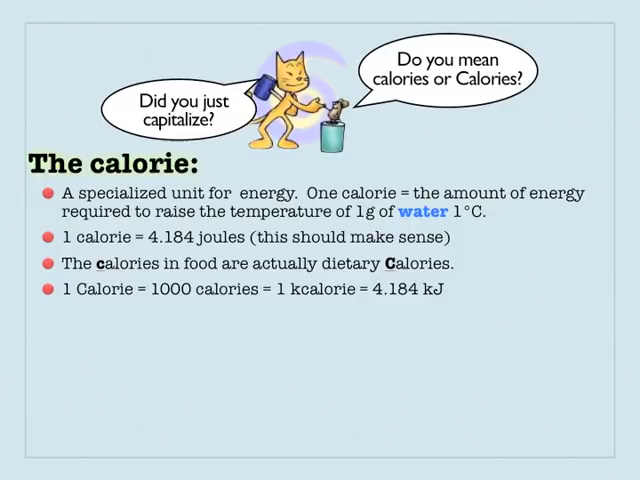 Do you mean
calories or Calories?
Did you just
capitalize?
The calorie:
A specialized unit for energy. One calorie = the amount of energy
required to raise the temperature of 1g of water 1°C.
1 calorie = 4.184 joules (this should make sense)
The calories in food are actually dietary Calories.
1 Calorie = 1000 calories = 1 kcalorie = 4.184 kJ